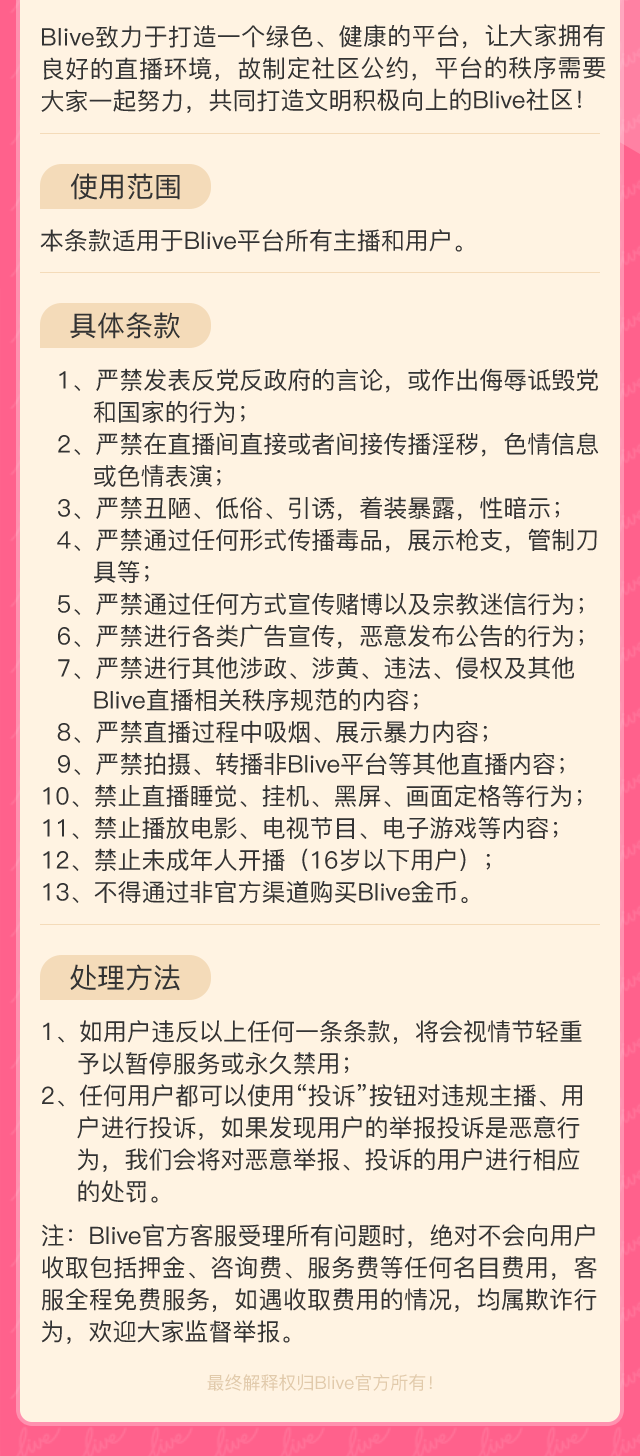 Blive致力于打造一个绿色、健康的平台，让大家拥有
良好的直播环境，故制定社区公约，平台的秩序需要
大家一起努力，共同打造文明积极向上的Blive社区！
使用范围
本条款适用于Blive平台所有主播和用户。
具体条款
1、严禁发表反党反政府的言论，或作出侮辱诋毁党
和国家的行为；
2、严禁在直播间直接或者间接传播淫秽，色情信息
或色情表演；
3、严禁丑陋、低俗、引诱，着装暴露，性暗示；
4、严禁通过任何形式传播毒品，展示枪支，管制刀
具等；
5、严禁通过任何方式宣传赌博以及宗教迷信行为；
6、严禁进行各类广告宣传，恶意发布公告的行为；
7、严禁进行其他涉政、涉黄、违法、侵权及其他
Blive直播相关秩序规范的内容；
8、严禁直播过程中吸烟、展示暴力内容；
9、严禁拍摄、转播非Blive平台等其他直播内容；
10、禁止直播睡觉、挂机、黑屏、画面定格等行为；
11、禁止播放电影、电视节目、电子游戏等内容；
12、禁止未成年人开播（16岁以下用户）；
13、不得通过非官方渠道购买Blive金币。
处理方法
1、如用户违反以上任何一条条款，将会视情节轻重
予以暂停服务或永久禁用；
2、任何用户都可以使用“投诉”按钮对违规主播、用
户进行投诉，如果发现用户的举报投诉是恶意行
为，我们会将对恶意举报、投诉的用户进行相应
的处罚。
注：Blive官方客服受理所有问题时，绝对不会向用户
收取包括押金、咨询费、服务费等任何名目费用，客
服全程免费服务，如遇收取费用的情况，均属欺诈行
为，欢迎大家监督举报。
最终解释权归Blive官方所有！